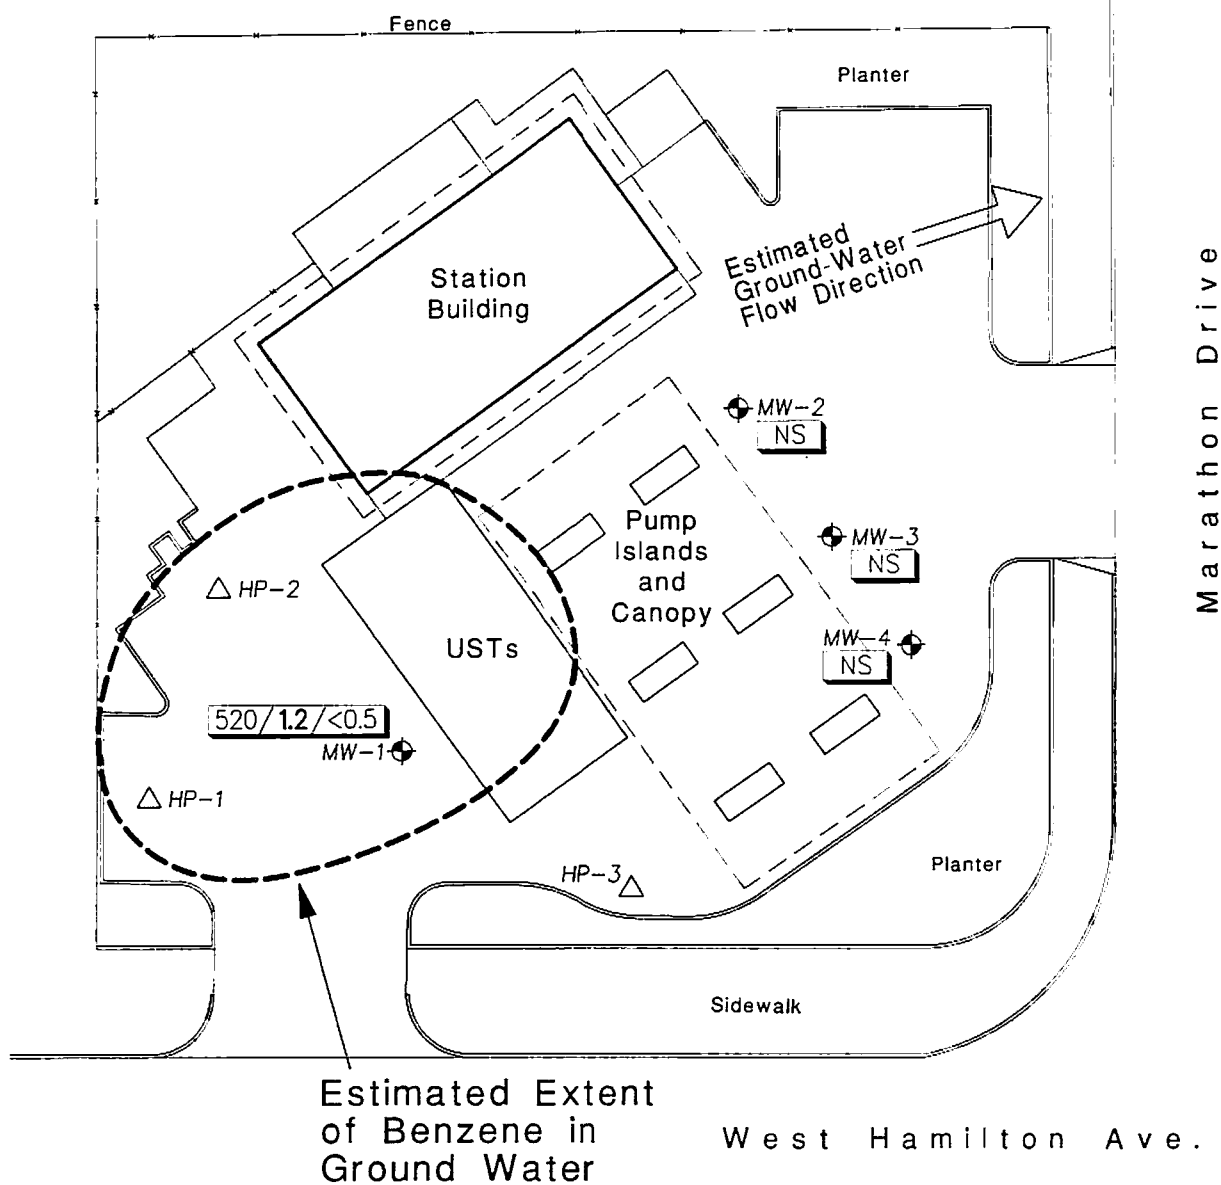 Fence
Planter
Estimated
Ground-Water
Flow Direction
Station
Building
Marathon Drive
MW-2
NS
Pump
Islands
and
Canopy
MW-3
NS
HP-2
USTs
MW-4
NS
520/1.2/<0.5
MW-1
HP-1
HP-3
Planter
Sidewalk
Estimated Extent
of Benzene in
Ground Water
West Hamilton Ave.